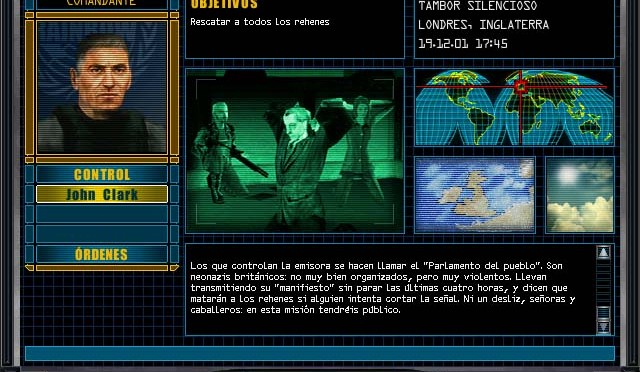 COMANDANTE
OBJETIVOS
Rescatar a todos los rehenes
TAMBOR SILENCIOSO
LONDRES, INGLATERRA
19.12.01 17:45
CONTROL
John Clark
ÓRDENES
Los que controlan la emisora se hacen llamar el "Parlamento del pueblo". Son
neonazis británicos: no muy bien organizados, pero muy violentos. Llevan
transmitiendo su "manifiesto" sin parar las últimas cuatro horas, y dicen que
matarán a los rehenes si alguien intenta cortar la señal. Ni un desliz, señoras y
caballeros: en esta misión tendréis público.